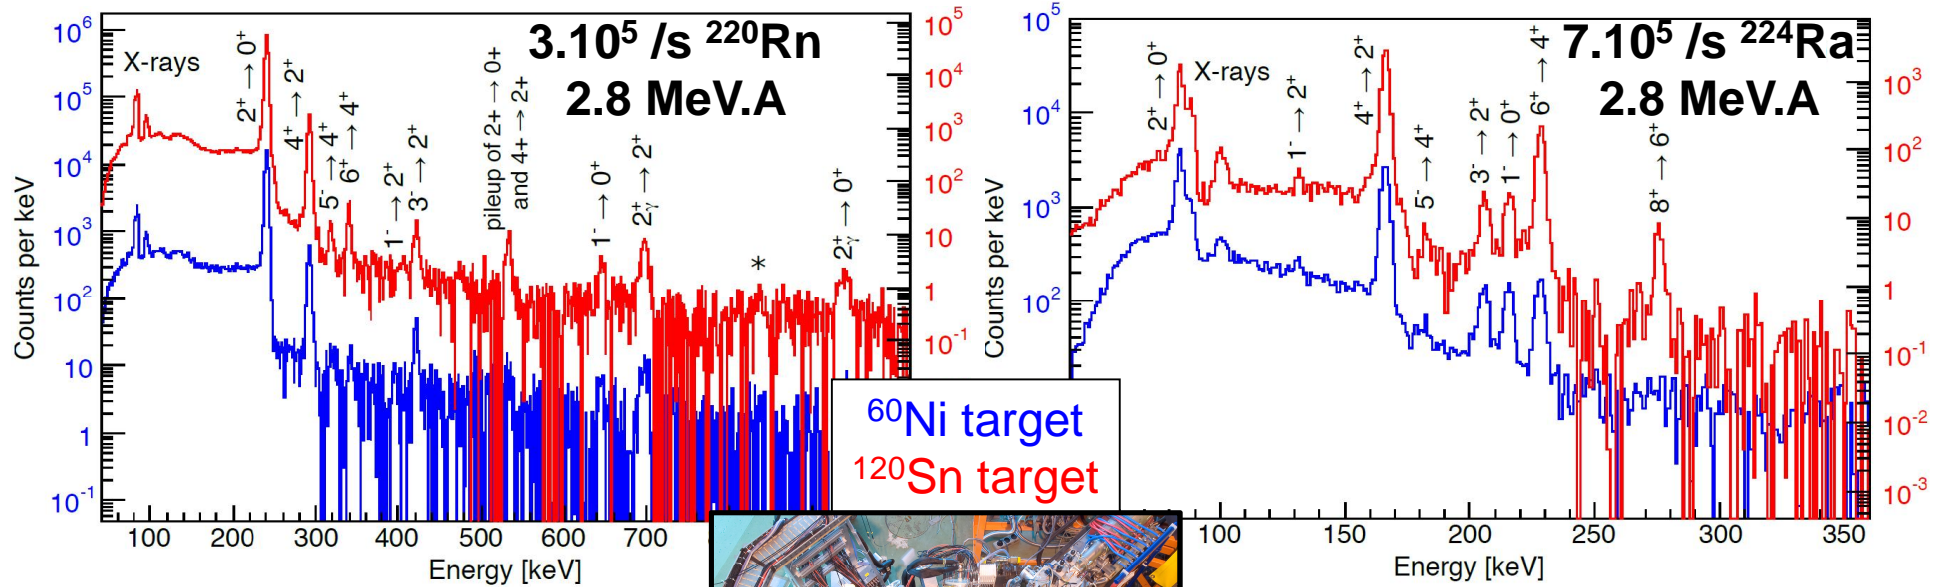 3.10⁵ /s ²²⁰Rn
2.8 MeV.A
X-rays
2⁺ → 0⁺
4⁺ → 2⁺
5⁻ → 4⁺
6⁺ → 4⁺
1⁻ → 2⁺
3⁻ → 2⁺
pileup of 2+ → 0+
and 4+ → 2+
1⁻ → 0⁺
2⁺γ → 2⁺
*
2⁺γ → 0⁺
Counts per keV
10⁶
10⁵
10⁴
10³
10²
10
1
10⁻¹
10⁵
10⁴
10³
10²
10
1
10⁻¹
100 200 300 400 500 600 700
Energy [keV]
7.10⁵ /s ²²⁴Ra
2.8 MeV.A
2⁺ → 0⁺
X-rays
1⁻ → 2⁺
4⁺ → 2⁺
5⁻ → 4⁺
3⁻ → 2⁺
1⁻ → 0⁺
6⁺ → 4⁺
8⁺ → 6⁺
Counts per keV
10⁵
10⁴
10³
10²
10³
10²
10
1
10⁻¹
10⁻²
10⁻³
100 150 200 250 300 350
Energy [keV]
⁶⁰Ni target
¹²⁰Sn target